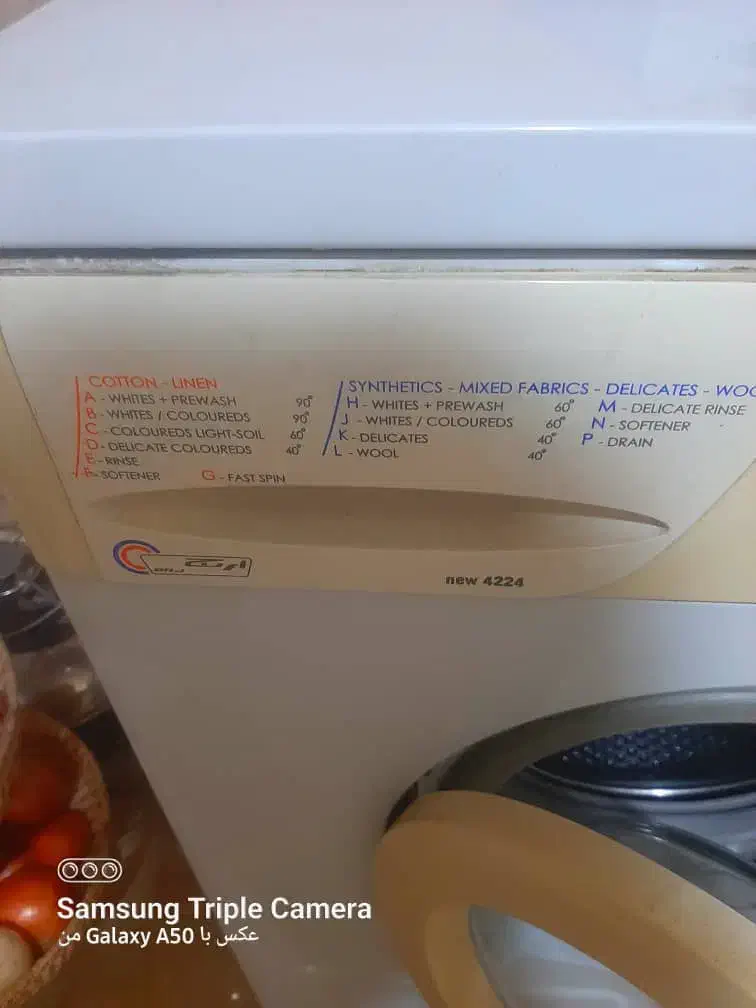 COTTON - LINEN
A - WHITES + PREWASH 90°
B - WHITES / COLOUREDS 90°
C - COLOUREDS LIGHT-SOIL 60°
D - DELICATE COLOUREDS 40°
E - RINSE
F - SOFTENER G - FAST SPIN
SYNTHETICS - MIXED FABRICS - DELICATES - WOO
H - WHITES + PREWASH 60° M - DELICATE RINSE
J - WHITES / COLOUREDS 60° N - SOFTENER
K - DELICATES 40° P - DRAIN
L - WOOL 40°
new 4224
Samsung Triple Camera
عکس با Galaxy A50 من